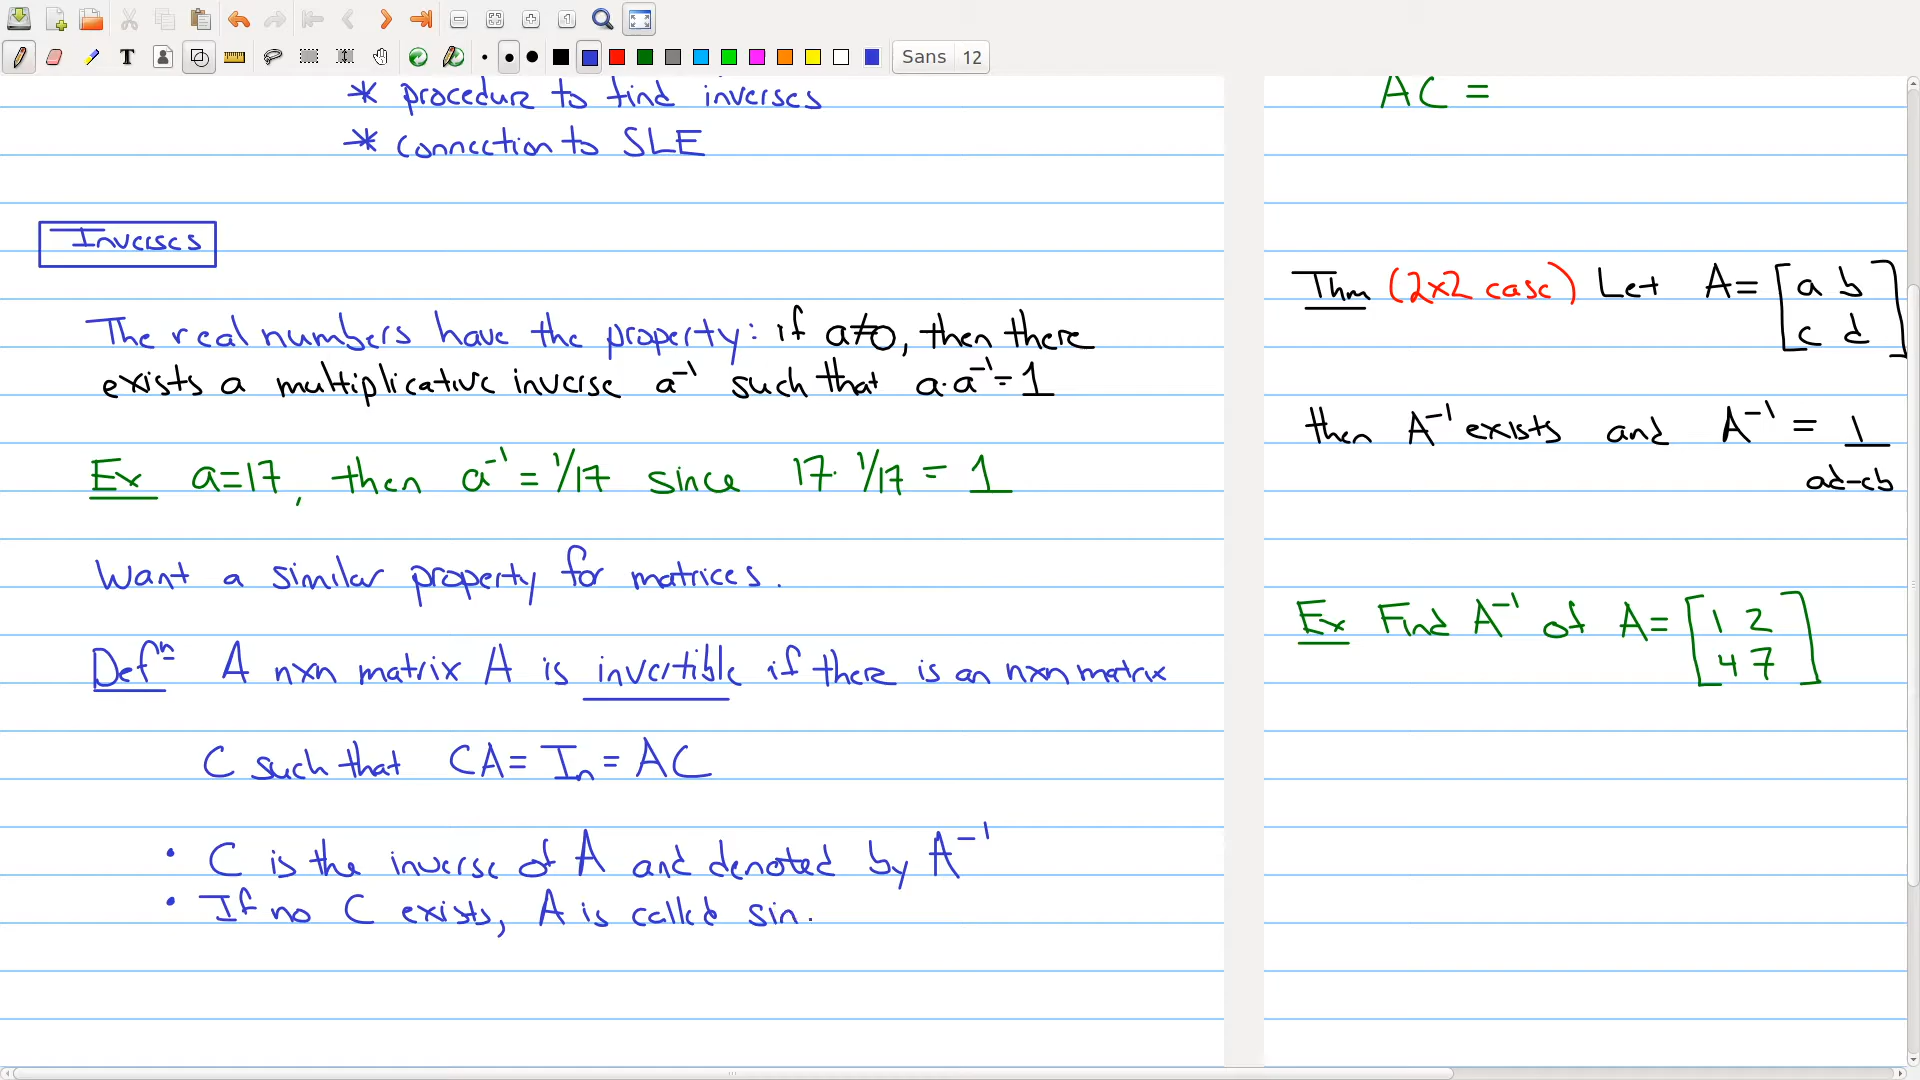 Sans 12
* procedure to find inverses
* connection to SLE
Inverses
The real numbers have the property: if a≠0, then there
exists a multiplicative inverse a⁻¹ such that a·a⁻¹=1
Ex a=17, then a⁻¹ = 1/17 since 17·1/17 = 1
Want a similar property for matrices.
Defⁿ A nxn matrix A is invertible if there is an nxn matrix
C such that CA = Iₙ = AC
• C is the inverse of A and denoted by A⁻¹
• If no C exists, A is called sin.
AC =
Thm (2x2 case) Let A = [a b
c d]
then A⁻¹ exists and A⁻¹ = 1
ad-cb
Ex Find A⁻¹ of A = [1 2
4 7]